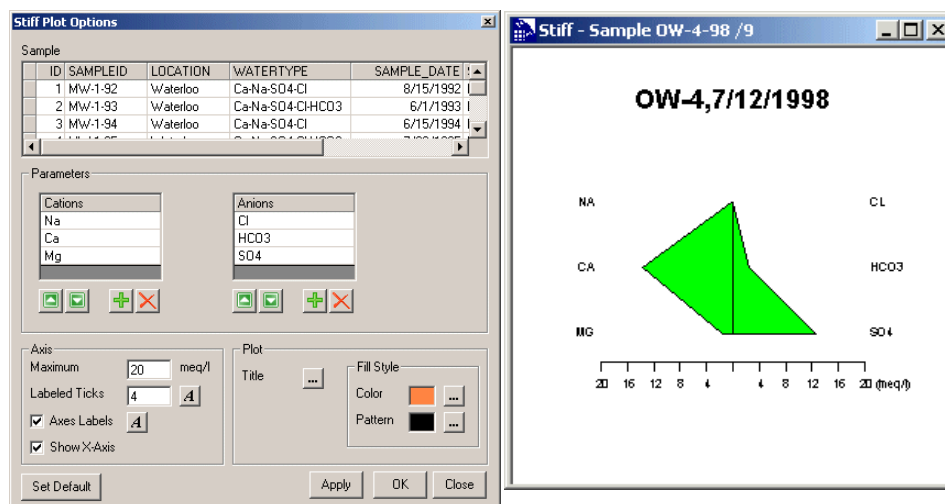 Stiff Plot Options
Sample
ID SAMPLEID LOCATION WATERTYPE SAMPLE_DATE
1 MW-1-92 Waterloo Ca-Na-SO4-Cl 8/15/1992
2 MW-1-93 Waterloo Ca-Na-SO4-Cl-HCO3 6/1/1993
3 MW-1-94 Waterloo Ca-Na-SO4-Cl 6/15/1994
Parameters
Cations
Na
Ca
Mg
Anions
Cl
HCO3
SO4
Axis
Maximum 20 meq/l
Labeled Ticks 4 A
Axes Labels A
Show X-Axis
Plot
Title ...
Fill Style
Color ...
Pattern ...
Set Default Apply OK Close
Stiff - Sample OW-4-98 /9
OW-4,7/12/1998
NA CL
CA HCO3
MG SO4
20 16 12 8 4 4 8 12 16 20 (meq/l)